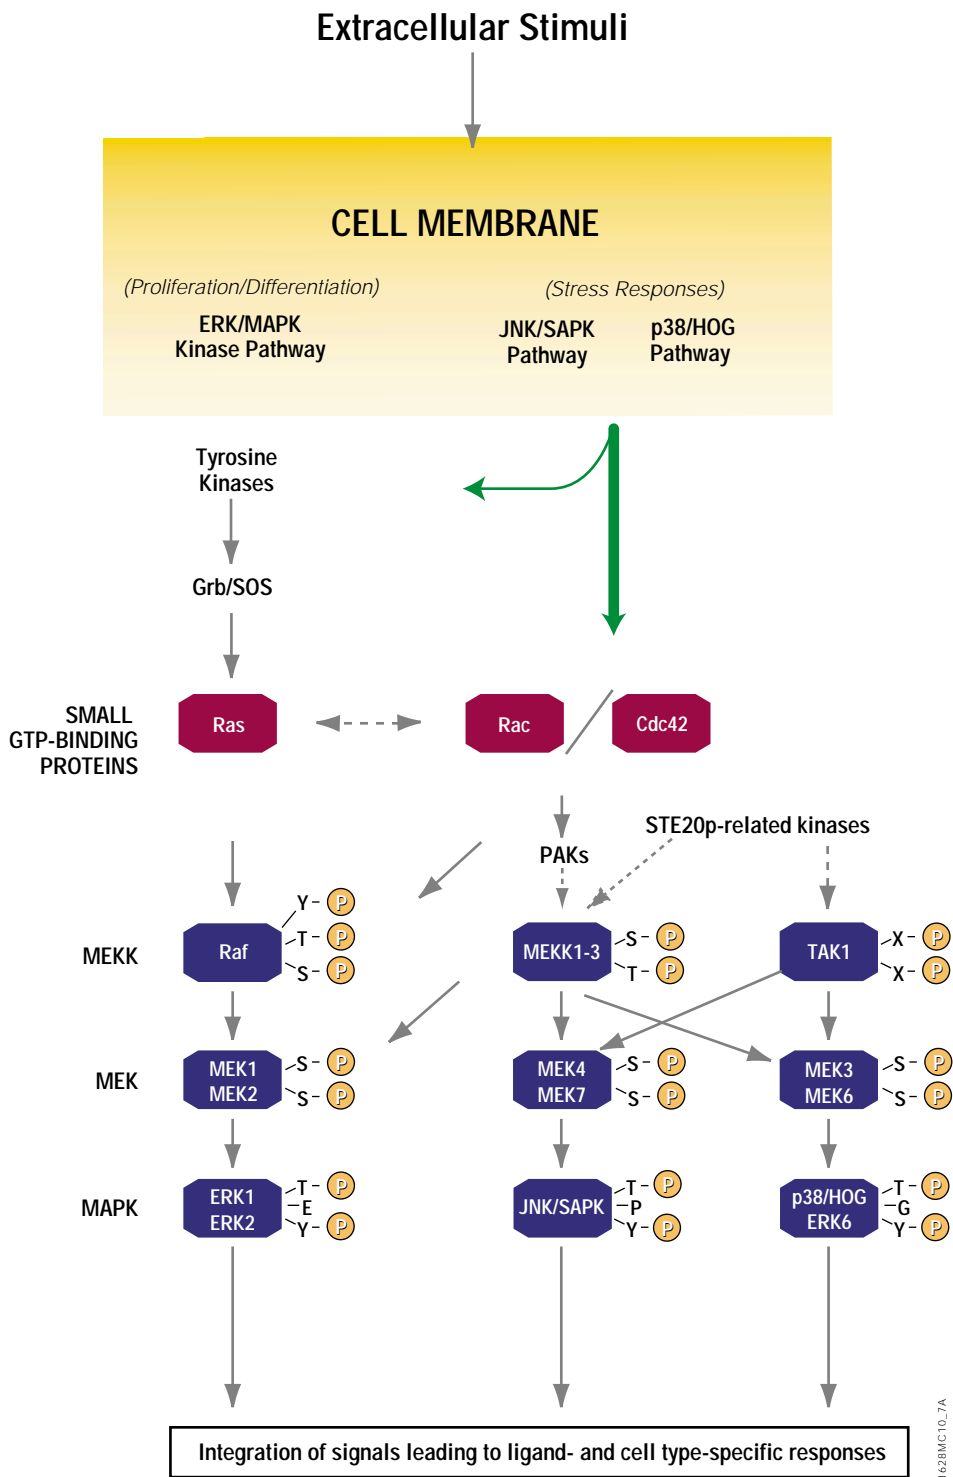 Extracellular Stimuli
CELL MEMBRANE
(Proliferation/Differentiation)
(Stress Responses)
ERK/MAPK
Kinase Pathway
JNK/SAPK
Pathway
p38/HOG
Pathway
Tyrosine
Kinases
Grb/SOS
SMALL
GTP-BINDING
PROTEINS
Ras
Rac
Cdc42
STE20p-related kinases
PAKs
MEKK
Raf
Y P
T P
S P
MEKK1-3
S P
T P
TAK1
X P
X P
MEK
MEK1
MEK2
S P
S P
MEK4
MEK7
S P
S P
MEK3
MEK6
S P
S P
MAPK
ERK1
ERK2
T P
E
Y P
JNK/SAPK
T P
P
Y P
p38/HOG
ERK6
T P
G
Y P
Integration of signals leading to ligand- and cell type-specific responses
1628MC10_7A